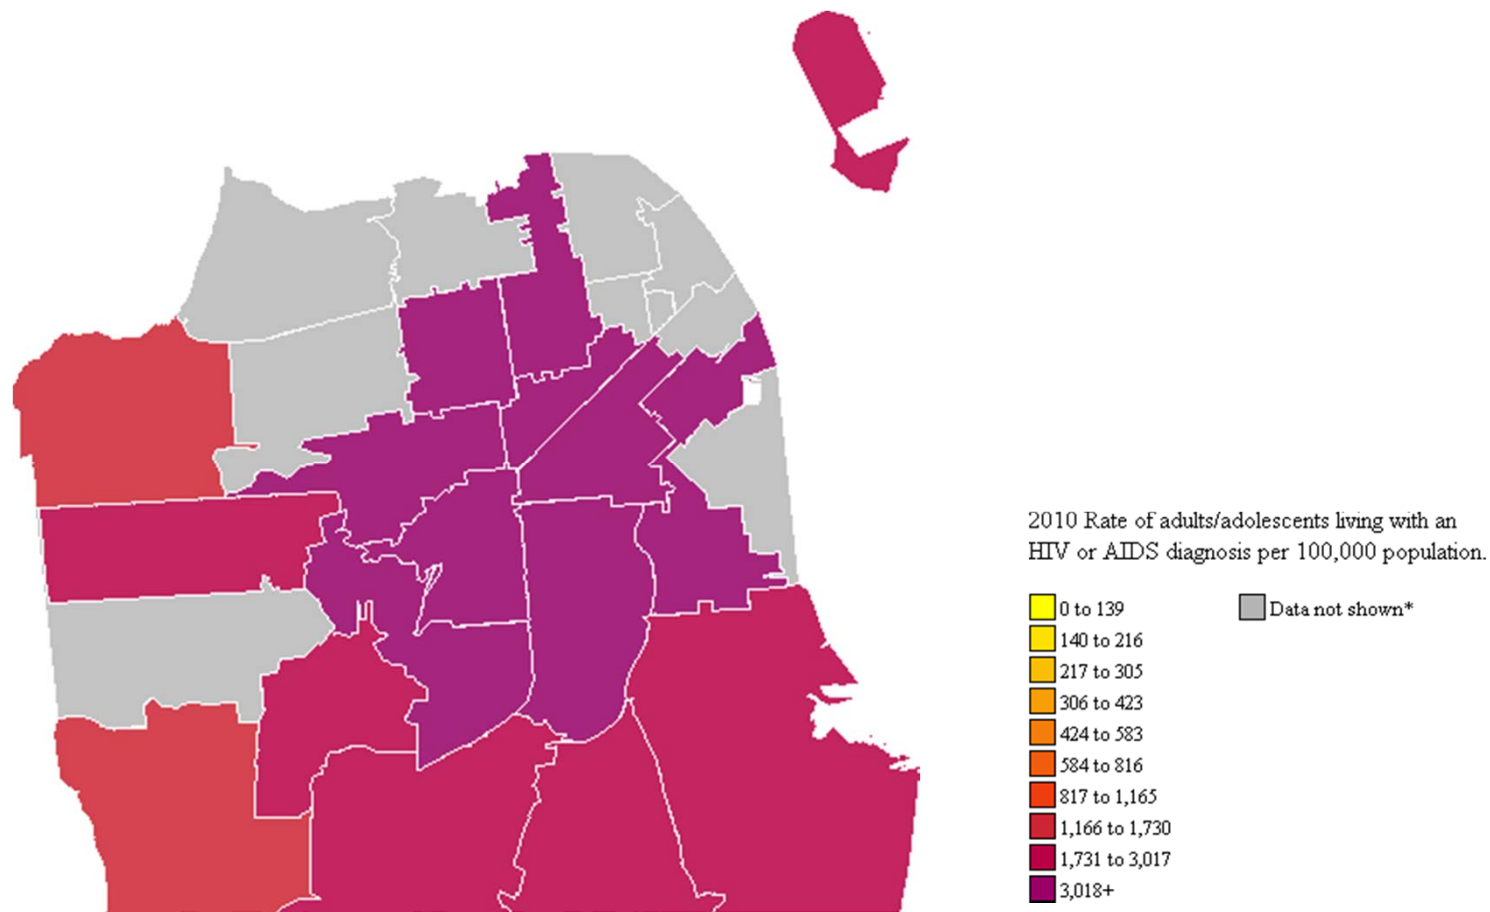 2010 Rate of adults/adolescents living with an
HIV or AIDS diagnosis per 100,000 population.
0 to 139
140 to 216
217 to 305
306 to 423
424 to 583
584 to 816
817 to 1,165
1,166 to 1,730
1,731 to 3,017
3,018+
Data not shown*